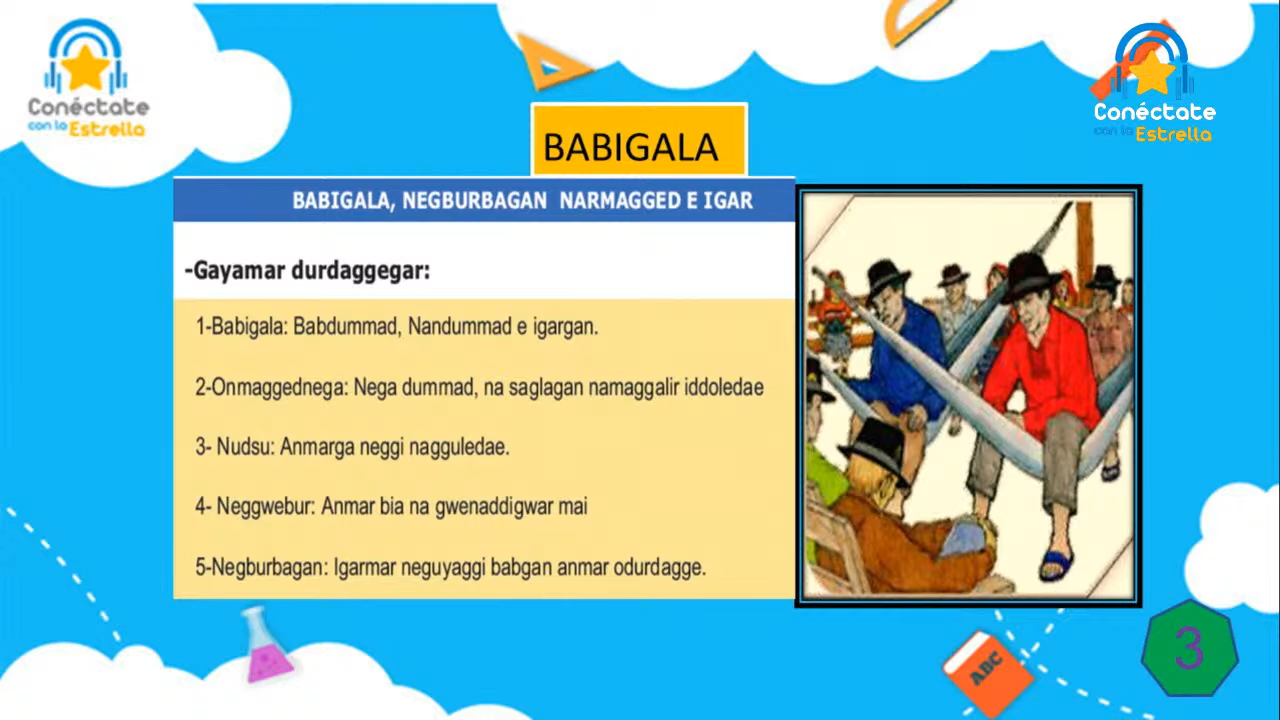 Conéctate
con la Estrella
Conéctate
con la
Estrella
BABIGALA
BABIGALA, NEGBURBAGAN NARMAGGED E IGAR
-Gayamar durdaggegar:
1-Babigala: Babdummad, Nandummad e igargan.
2-Onmaggednega: Nega dummad, na saglagan namaggalir iddoledae
3- Nudsu: Anmarga neggi nagguledae.
4- Neggwebur: Anmar bia na gwenaddigwar mai
5-Negburbagan: Igarmar neguyaggi babgan anmar odurdagge.
ABC
3